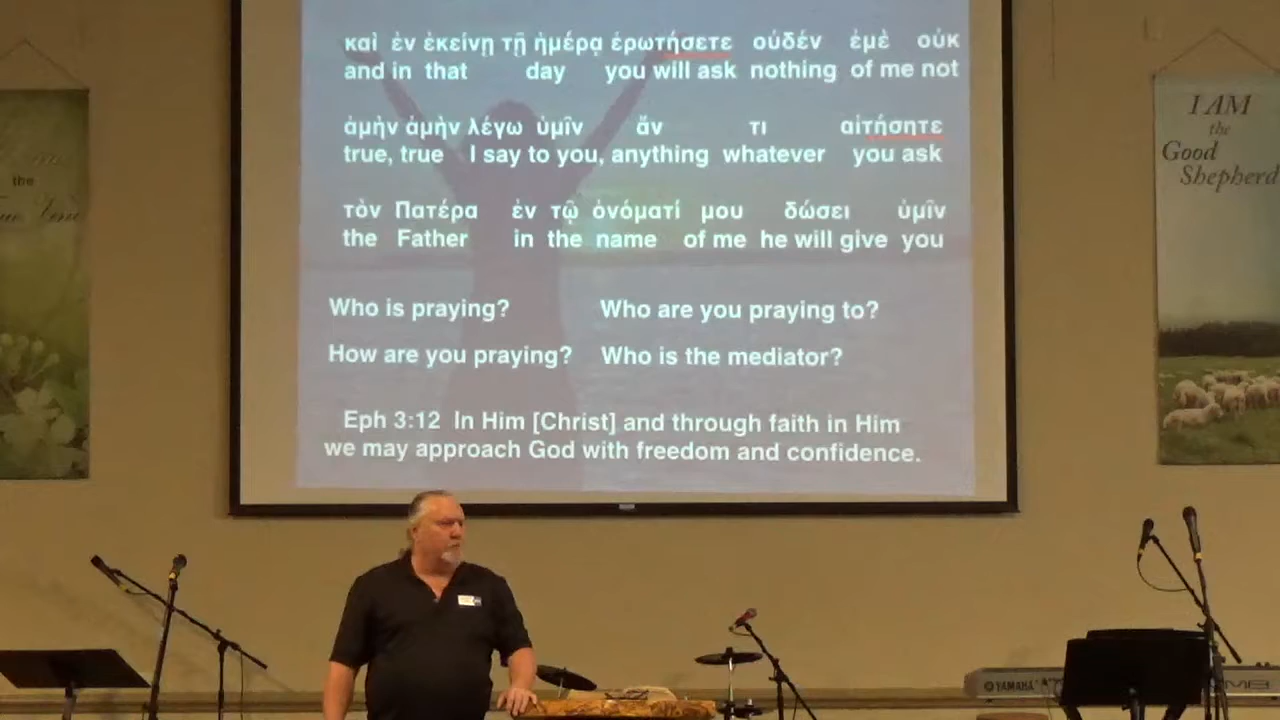 καὶ ἐν ἐκείνῃ τῇ ἡμέρᾳ ἐρωτήσετε οὐδέν ἐμὲ οὐκ
and in that day you will ask nothing of me not
ἀμὴν ἀμὴν λέγω ὑμῖν ἄν τι αἰτήσητε
true, true I say to you, anything whatever you ask
τὸν Πατέρα ἐν τῷ ὀνόματί μου δώσει ὑμῖν
the Father in the name of me he will give you
Who is praying? Who are you praying to?
How are you praying? Who is the mediator?
Eph 3:12 In Him [Christ] and through faith in Him
we may approach God with freedom and confidence.
the
I AM
the
Good
Shepherd
YAMAHA